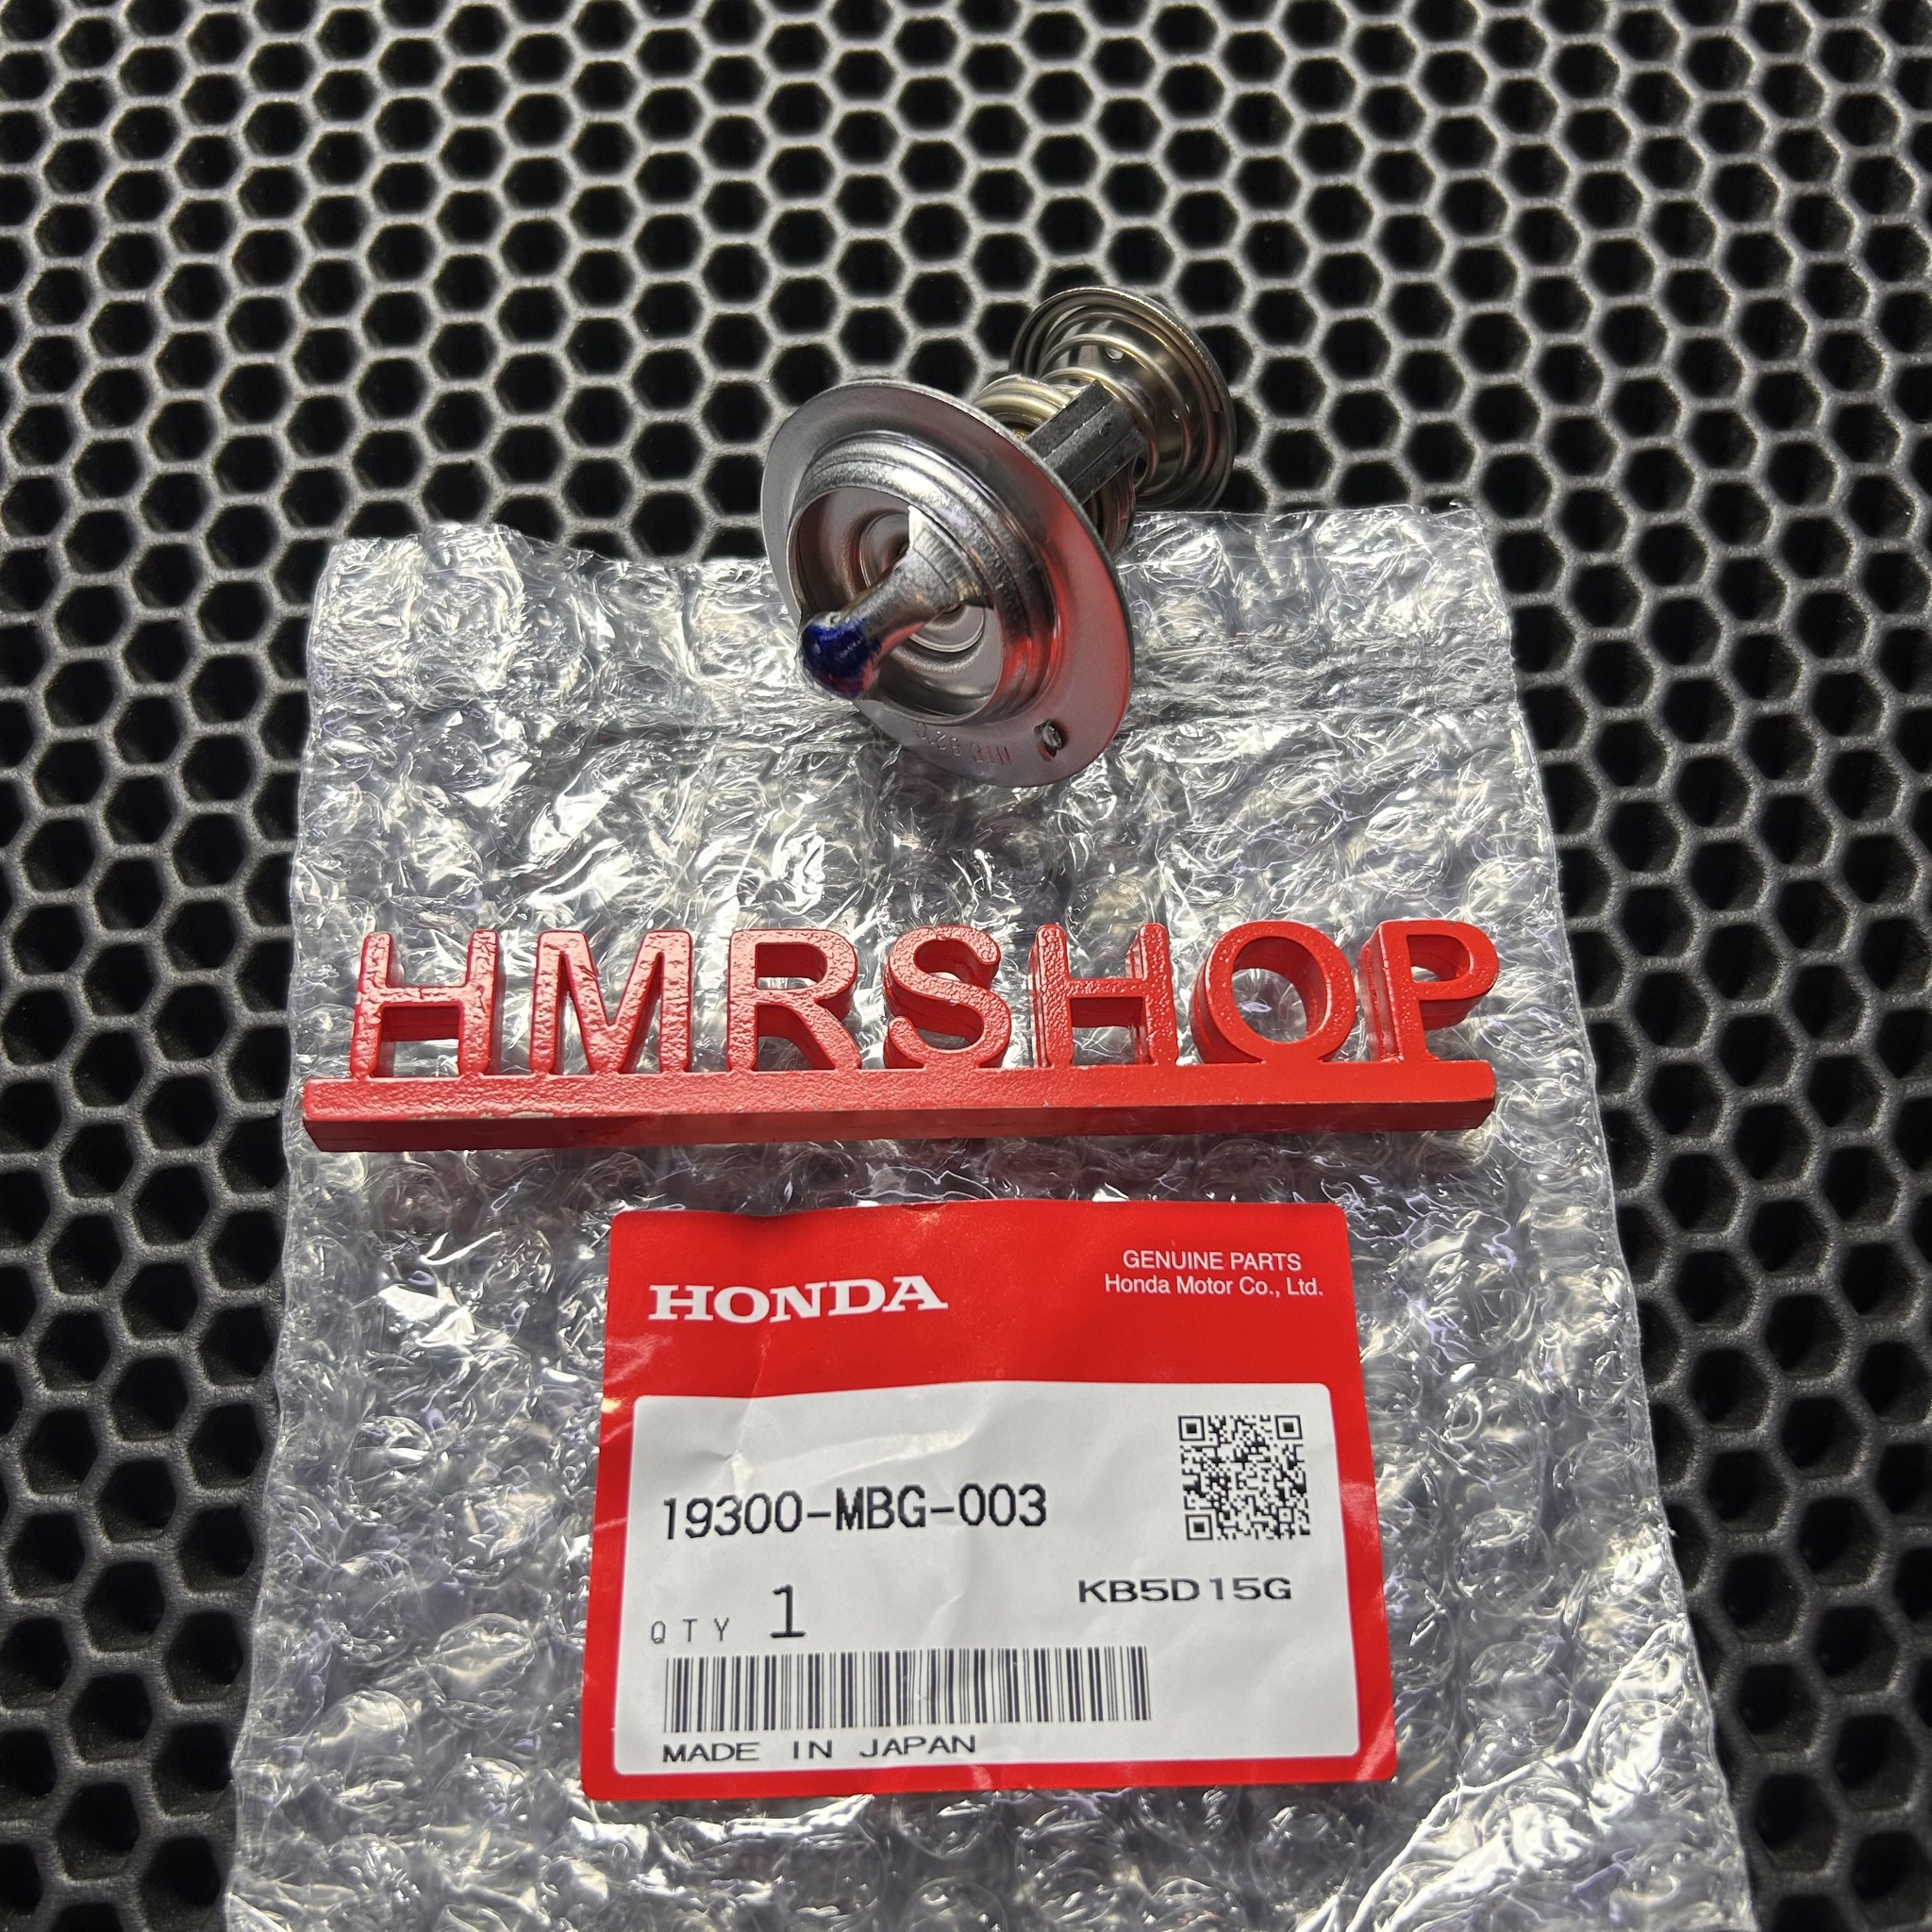 HMRSHOP
HONDA
GENUINE PARTS
Honda Motor Co., Ltd.
19300-MBG-003
KB5D15G
QTY 1
MADE IN JAPAN